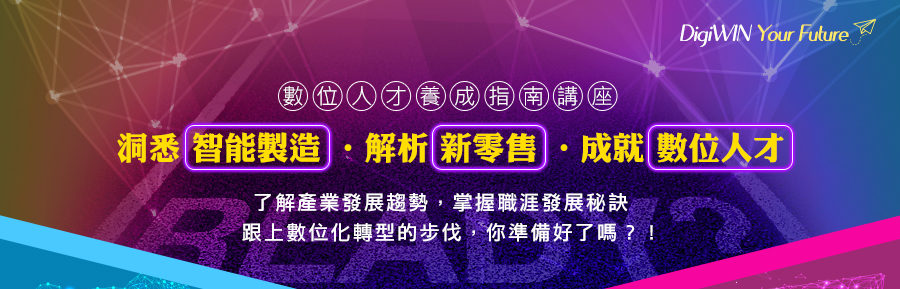 DigiWIN Your Future
數位人才養成指南講座
洞悉 智能製造・解析 新零售・成就 數位人才
了解產業發展趨勢，掌握職涯發展秘訣
跟上數位化轉型的步伐，你準備好了嗎？！
READY?